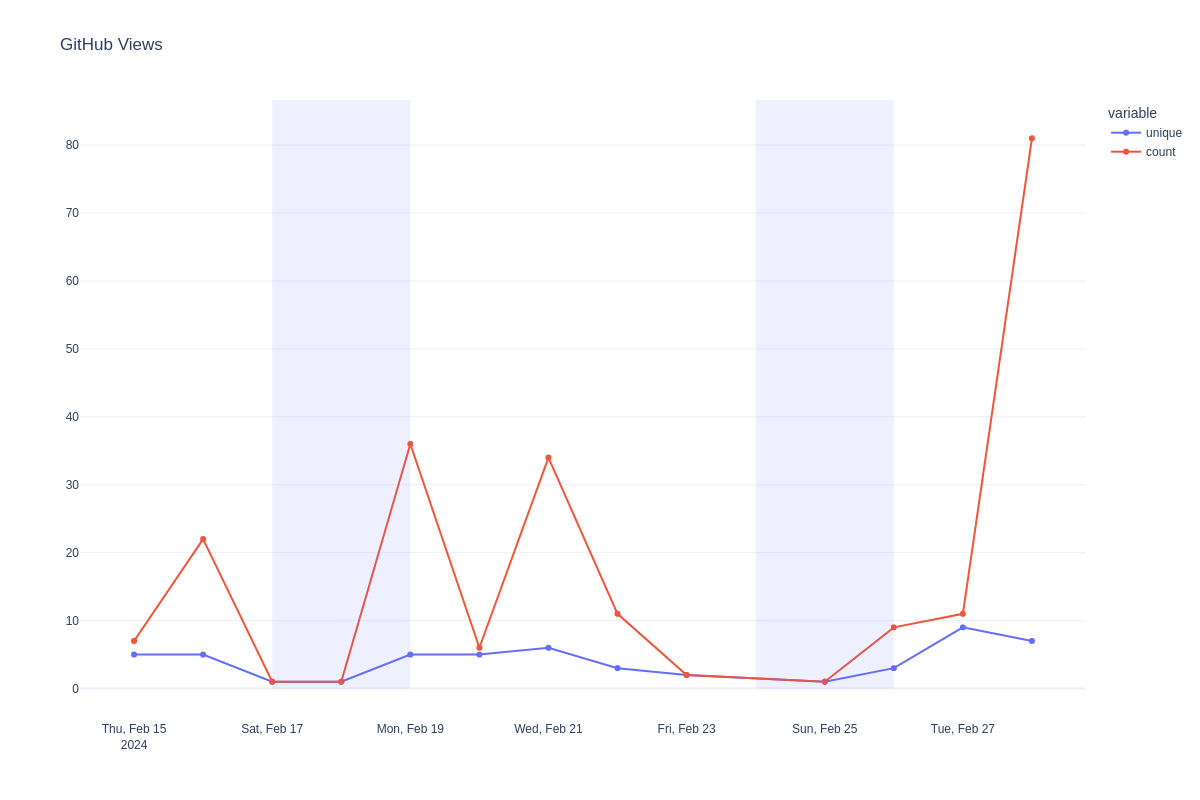 GitHub Views
variable
unique
count
80
70
60
50
40
30
20
10
0
Thu, Feb 15
2024
Sat, Feb 17
Mon, Feb 19
Wed, Feb 21
Fri, Feb 23
Sun, Feb 25
Tue, Feb 27